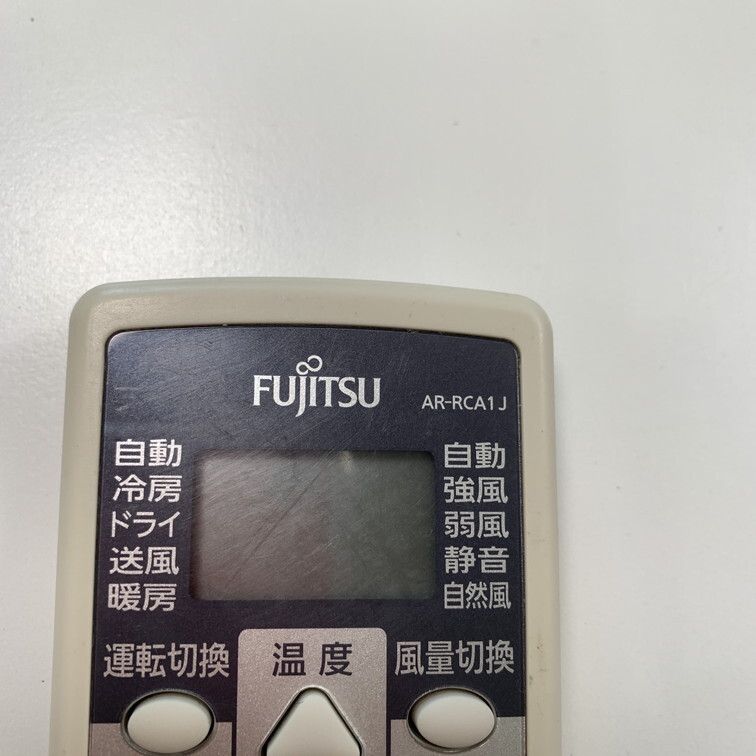 FUJITSU
AR-RCA1J
自動
冷房
ドライ
送風
暖房
自動
強風
弱風
静音
自然風
運転切換
温度
風量切換